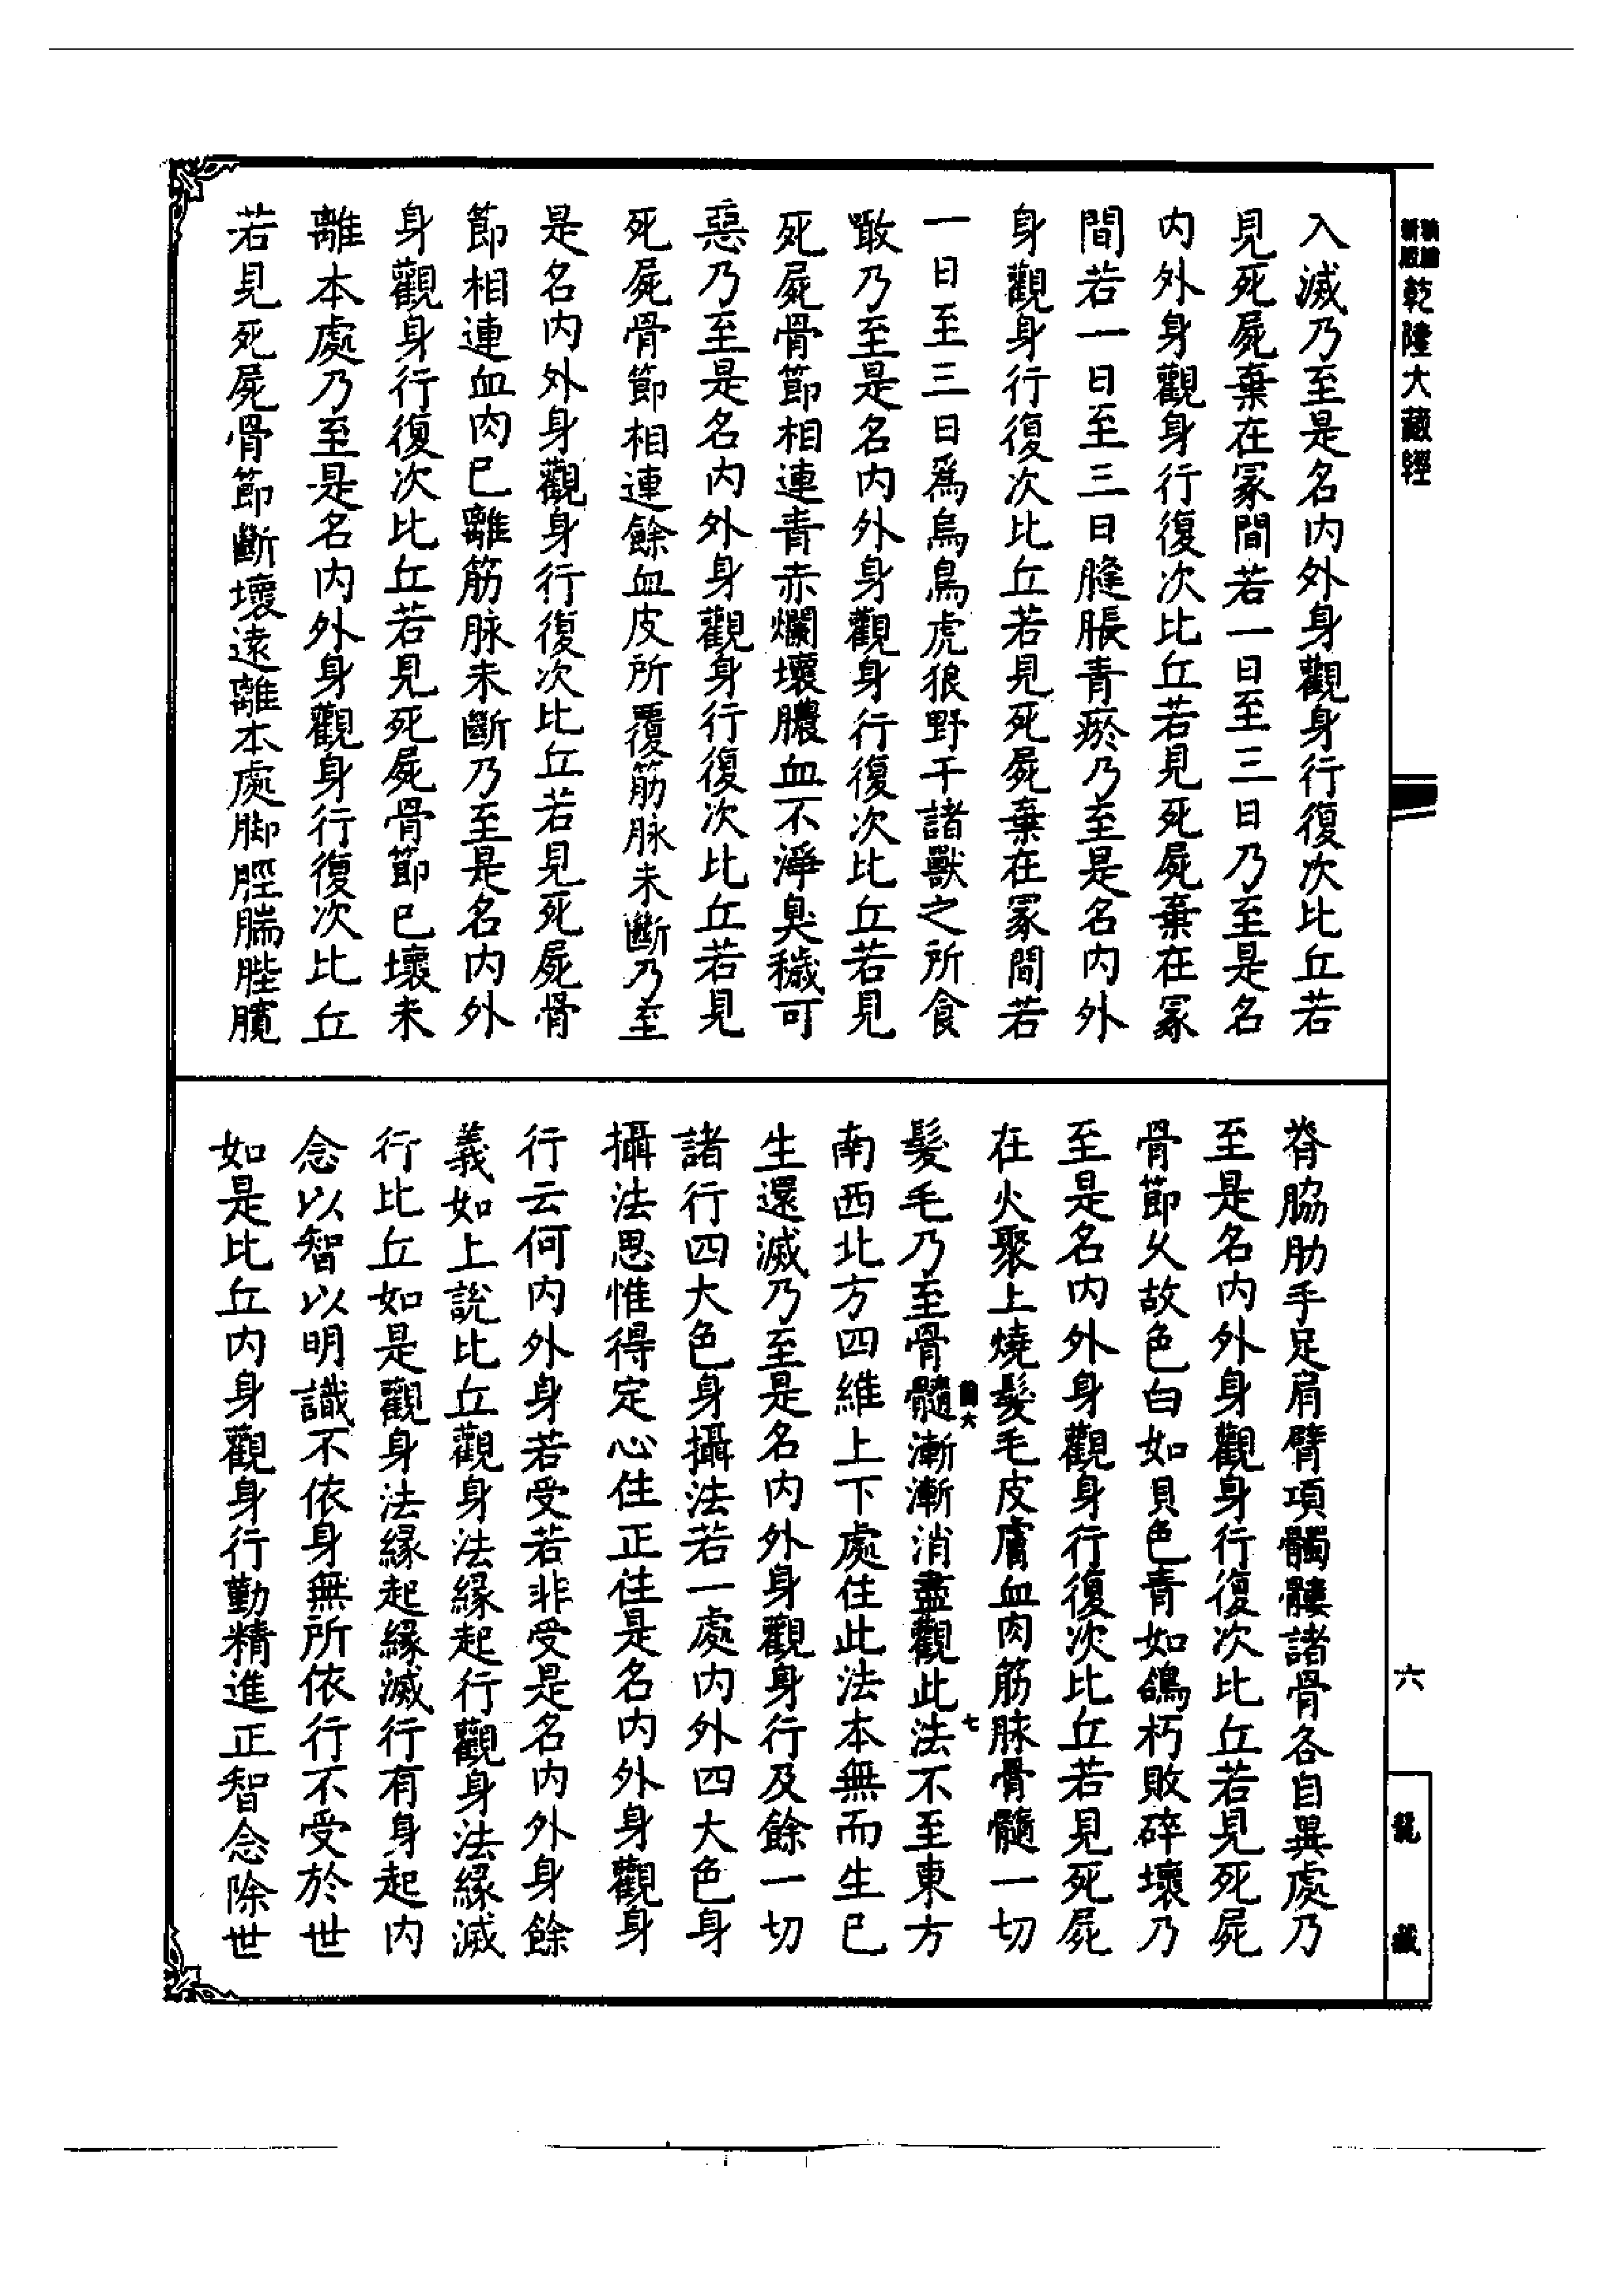 乾隆大藏經
入滅乃至是名内外身觀身行復次比丘若
見死屍棄在冢間若一日至三日乃至是名
内外身觀身行復次比丘若見死屍棄在冢
間若一日至三日膖脹青瘀乃至是名内外
身觀身行復次比丘若見死屍棄在冢間若
一日至三日爲烏鳥虎狼野干諸獸之所食
噉乃至是名内外身觀身行復次比丘若見
死屍骨節相連青赤爛壞膿血不淨臭穢可
惡乃至是名内外身觀身行復次比丘若見
死屍骨節相連餘血皮所覆筋脉未斷乃至
是名内外身觀身行復次比丘若見死屍骨
節相連血肉已離筋脉未斷乃至是名内外
身觀身行復次比丘若見死屍骨節已壞未
離本處乃至是名内外身觀身行復次比丘
若見死屍骨節斷壞遠離本處脚脛腨䏶臗
脊脇肋手足肩臂項髑髏諸骨各自異處乃
至是名内外身觀身行復次比丘若見死屍
骨節乆故色白如貝色青如鴿朽敗碎壞乃
至是名内外身觀身行復次比丘若見死屍
在火聚上燒髮毛皮膚血肉筋脉骨髓一切
髮毛乃至骨髓漸漸消盡觀此法不至東方
南西北方四維上下處住此法本無而生已
生還滅乃至是名内外身觀身行及餘一切
諸行四大色身攝法若一處内外四大色身
攝法思惟得定心住正住是名内外身觀身
行云何内外身若受若非受是名内外身餘
義如上說比丘觀身法緣起行觀身法緣滅
行比丘如是觀身法緣起緣滅行有身起内
念以智以明識不依身無所依行不受於世
如是比丘内身觀身行勤精進正智念除世
六
七
六
龍藏